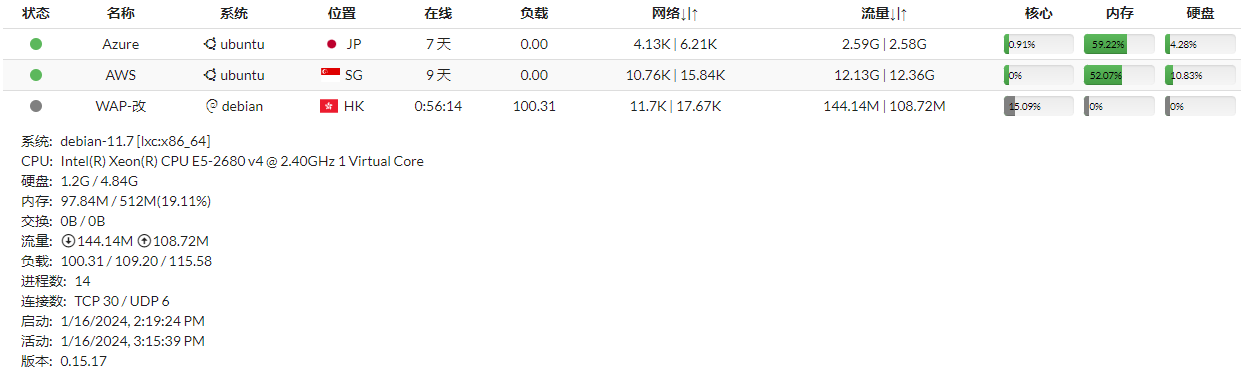 状态 名称 系统 位置 在线 负载 网络↓|↑ 流量↓|↑ 核心 内存 硬盘
Azure ubuntu JP 7 天 0.00 4.13K | 6.21K 2.59G | 2.58G 0.91% 59.22% 4.28%
AWS ubuntu SG 9 天 0.00 10.76K | 15.84K 12.13G | 12.36G 0% 52.07% 10.83%
WAP-改 debian HK 0:56:14 100.31 11.7K | 17.67K 144.14M | 108.72M 15.09% 0% 0%
系统: debian-11.7 [lxc:x86_64]
CPU: Intel(R) Xeon(R) CPU E5-2680 v4 @ 2.40GHz 1 Virtual Core
硬盘: 1.2G / 4.84G
内存: 97.84M / 512M(19.11%)
交换: 0B / 0B
流量: 144.14M 108.72M
负载: 100.31 / 109.20 / 115.58
进程数: 14
连接数: TCP 30 / UDP 6
启动: 1/16/2024, 2:19:24 PM
活动: 1/16/2024, 3:15:39 PM
版本: 0.15.17